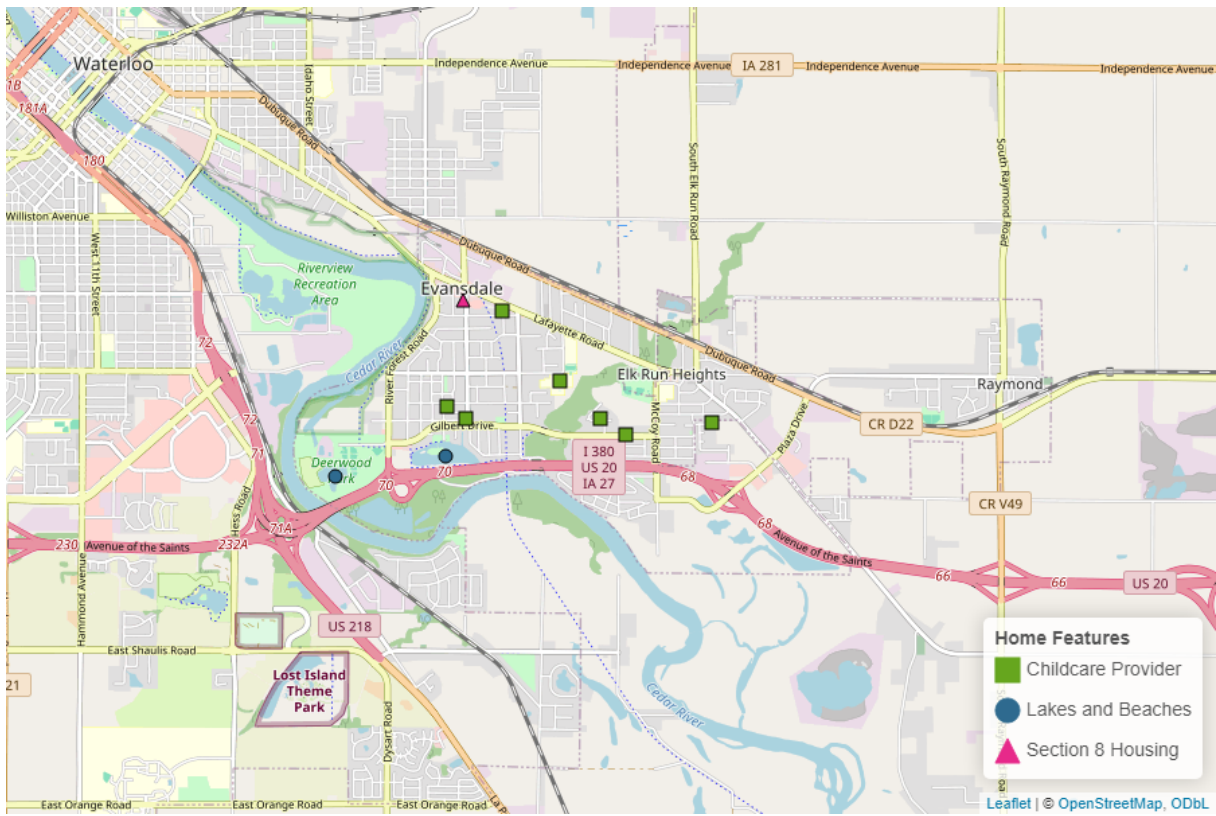 Waterloo
Independence Avenue
Independence Avenue
IA 281
Independence Avenue
Independence Avenue
1B
181A
Idaho Street
Dubuque Road
180
South Elk Run Road
South Raymond Road
Williston Avenue
West 11th Street
Riverview
Recreation
Area
Dubuque Road
Evansdale
Lafayette Road
72
Cedar River
River Forest Road
Dubuque Road
Elk Run Heights
Raymond
72
McCoy Road
Plaza Drive
CR D22
Gilbert Drive
71
Deerwood
Park
70
70
I 380
US 20
IA 27
68
Hess Road
CR V49
71A
68
230
Avenue of the Saints
232A
Avenue of the Saints
66
66
US 20
Hammond Avenue
US 218
East Shaulis Road
21
Lost Island
Theme
Park
Cedar River
Dysart Road
East Orange Road
East Orange Road
La P
Home Features
Childcare Provider
Lakes and Beaches
Section 8 Housing
Leaflet | © OpenStreetMap, ODbL